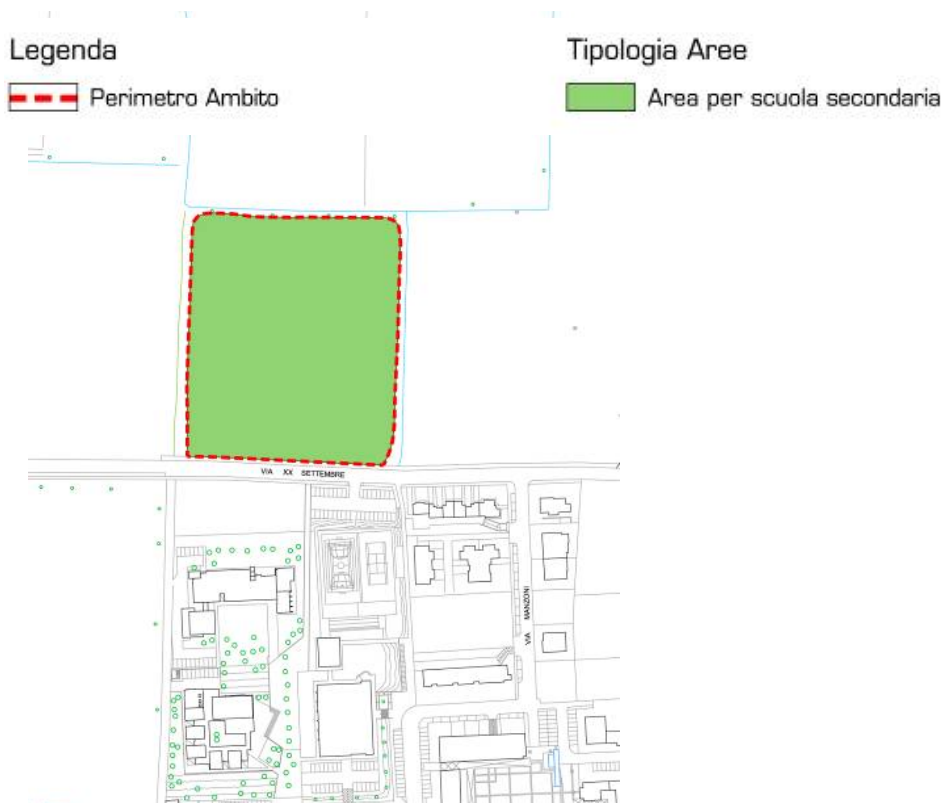 Legenda
Tipologia Aree
Perimetro Ambito
Area per scuola secondaria
VIA XX SETTEMBRE
VIA MANZONI